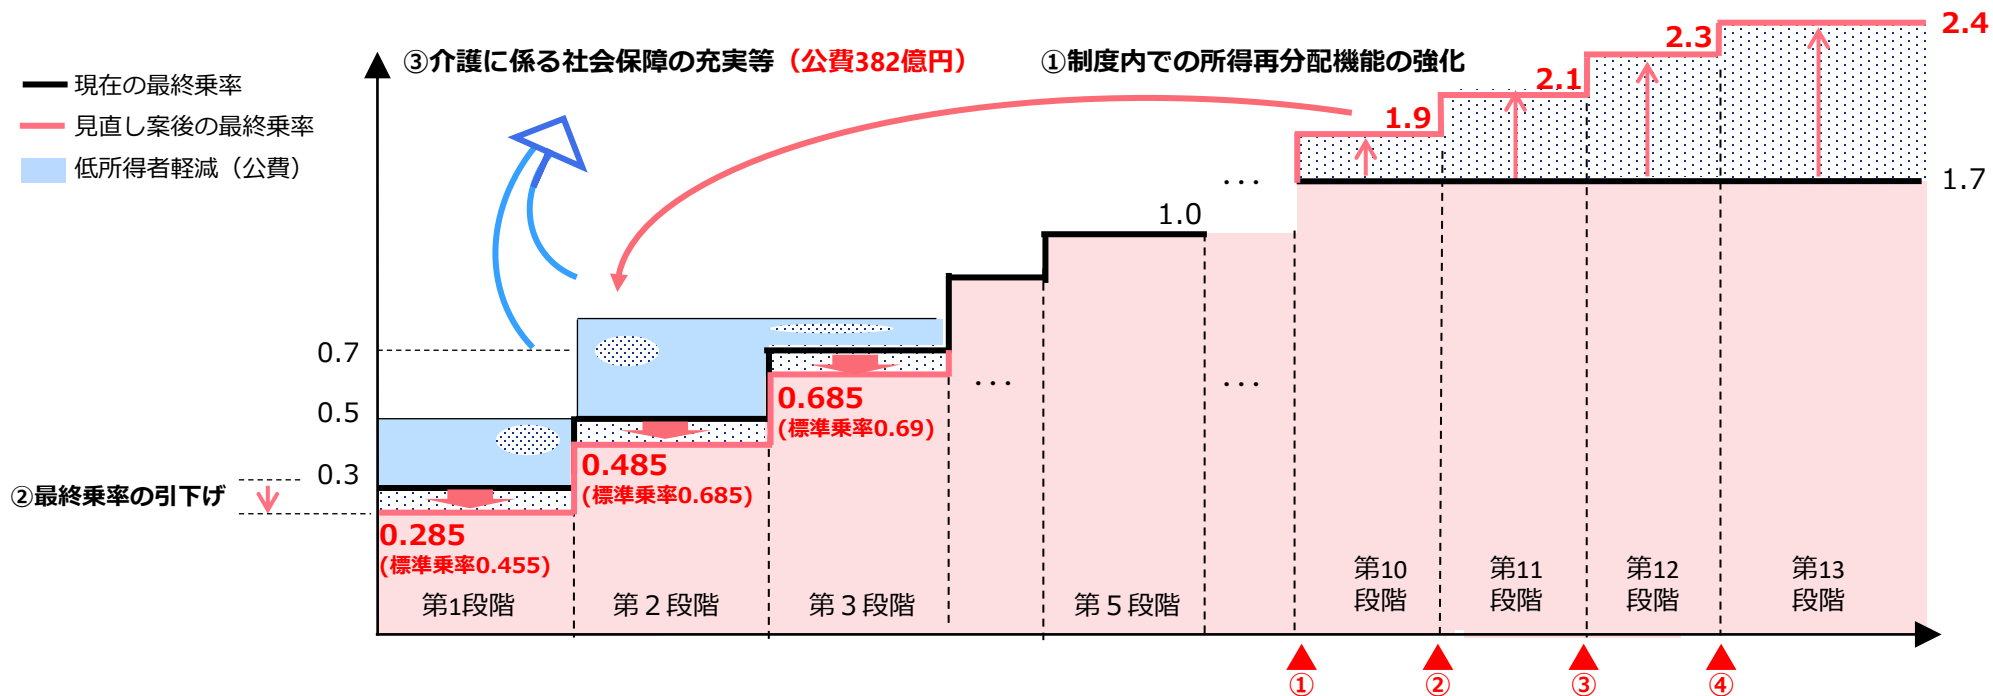 現在の最終乗率
見直し案後の最終乗率
低所得者軽減（公費）
③介護に係る社会保障の充実等（公費382億円）
①制度内での所得再分配機能の強化
2.4
2.3
2.1
1.9
1.7
…
1.0
0.7
0.5
0.3
②最終乗率の引下げ
…
…
0.685
(標準乗率0.69)
0.485
(標準乗率0.685)
0.285
(標準乗率0.455)
第1段階
第２段階
第３段階
第５段階
第10
段階
第11
段階
第12
段階
第13
段階
①
②
③
④